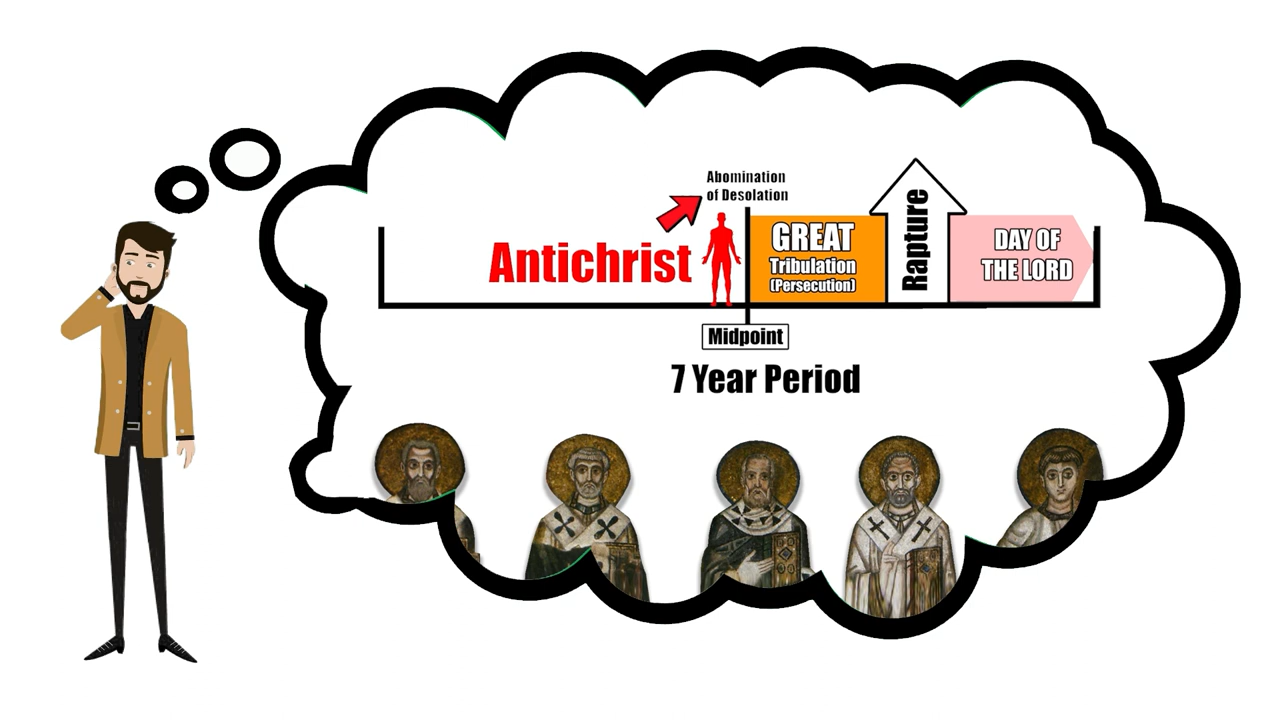 Abomination
of Desolation
Antichrist
GREAT
Tribulation
(Persecution)
Rapture
DAY OF
THE LORD
Midpoint
7 Year Period